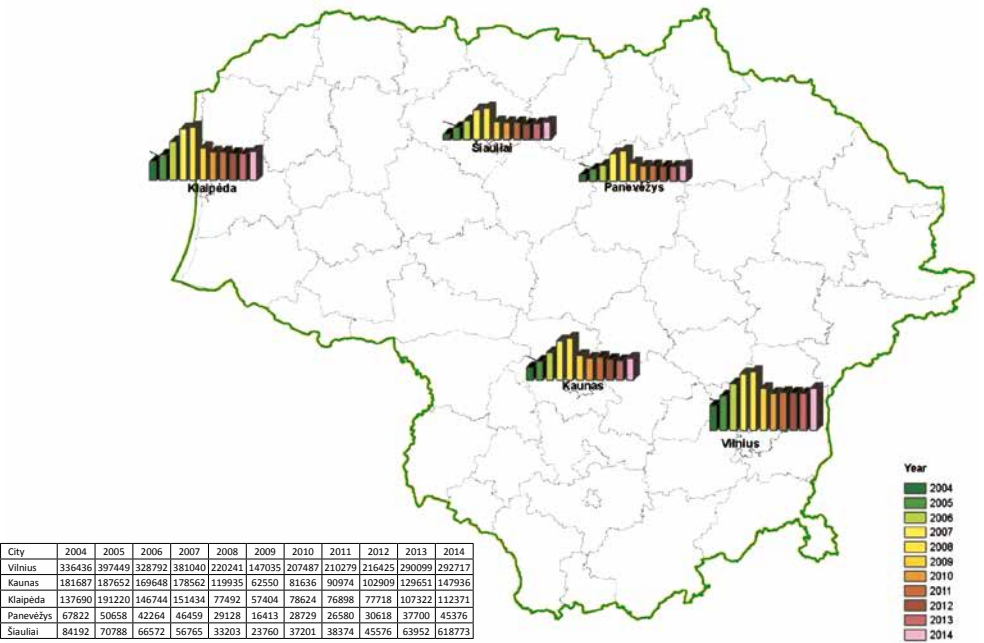 Šiauliai
Klaipėda
Panevėžys
Kaunas
Vilnius
Year
2004
2005
2006
2007
2008
2009
2010
2011
2012
2013
2014
City 2004 2005 2006 2007 2008 2009 2010 2011 2012 2013 2014
Vilnius 336436 397449 328792 381040 220241 147035 207487 210279 216425 290099 292717
Kaunas 181687 187652 169648 178562 119935 62550 81636 90974 102909 129651 147936
Klaipėda 137690 191220 146744 151434 77492 57404 78624 76898 77718 107322 112371
Panevėžys 67822 50658 42264 46459 29128 16413 28729 26580 30618 37700 45376
Šiauliai 84192 70788 66572 56765 33203 23760 37201 38374 45576 63952 618773